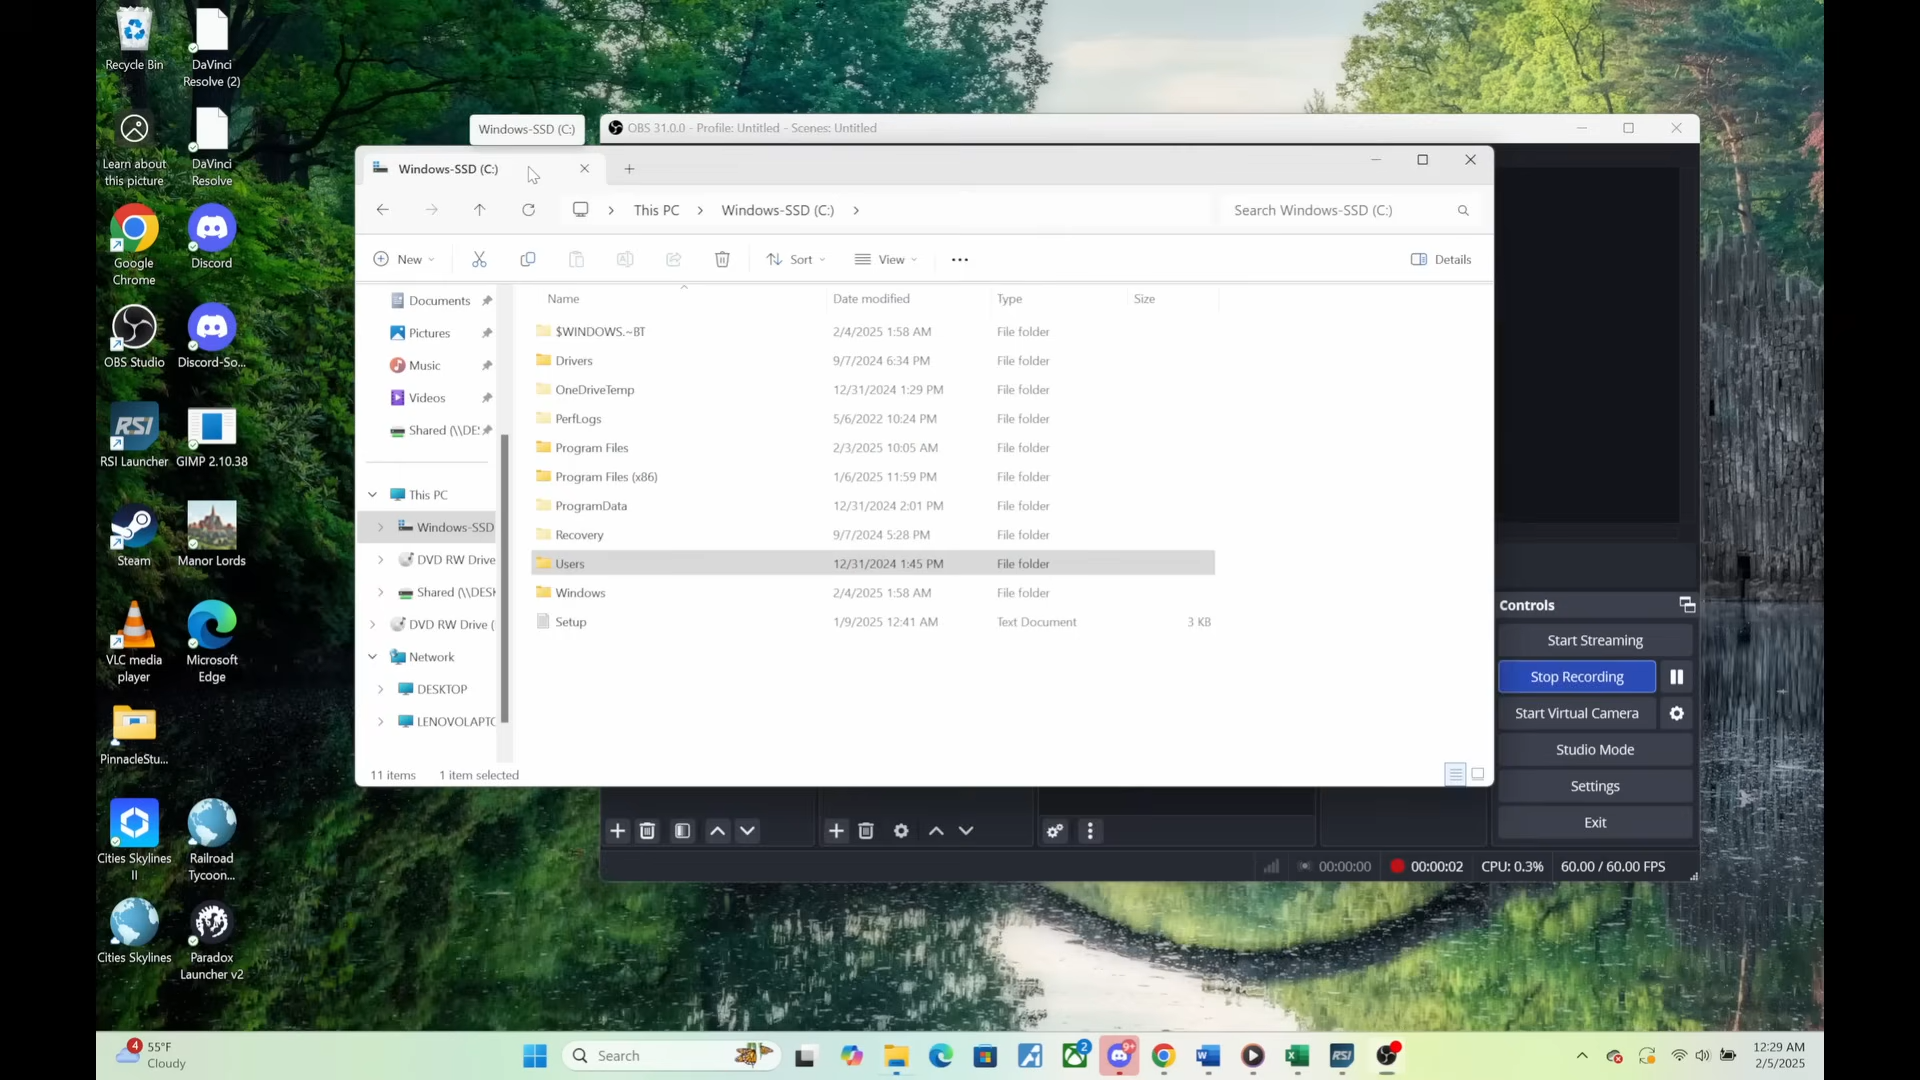 Recycle Bin
DaVinci
Resolve (2)
Learn about
this picture
DaVinci
Resolve
Google
Chrome
Discord
OBS Studio
Discord-So...
RSI
RSI Launcher
GIMP 2.10.38
Steam
Manor Lords
VLC media
player
Microsoft
Edge
PinnacleStu...
Cities Skylines
II
Railroad
Tycoon...
Cities Skylines
Paradox
Launcher v2
Windows-SSD (C:)
OBS 31.0.0 - Profile: Untitled - Scenes: Untitled
Windows-SSD (C:)
This PC
Windows-SSD (C:)
Search Windows-SSD (C:)
New
Sort
View
Details
Documents
Pictures
Music
Videos
Shared (\\DES
This PC
Windows-SSD
DVD RW Drive
Shared (\\DESK
DVD RW Drive (
Network
DESKTOP
LENOVOLAPTO
Name Date modified Type Size
$WINDOWS.~BT 2/4/2025 1:58 AM File folder
Drivers 9/7/2024 6:34 PM File folder
OneDriveTemp 12/31/2024 1:29 PM File folder
PerfLogs 5/6/2022 10:24 PM File folder
Program Files 2/3/2025 10:05 AM File folder
Program Files (x86) 1/6/2025 11:59 PM File folder
ProgramData 12/31/2024 2:01 PM File folder
Recovery 9/7/2024 5:28 PM File folder
Users 12/31/2024 1:45 PM File folder
Windows 2/4/2025 1:58 AM File folder
Setup 1/9/2025 12:41 AM Text Document 3 KB
11 items 1 item selected
Controls
Start Streaming
Stop Recording
Start Virtual Camera
Studio Mode
Settings
Exit
00:00:00 00:00:02 CPU: 0.3% 60.00 / 60.00 FPS
4
55°F
Cloudy
Search
2
9+
RSI
12:29 AM
2/5/2025